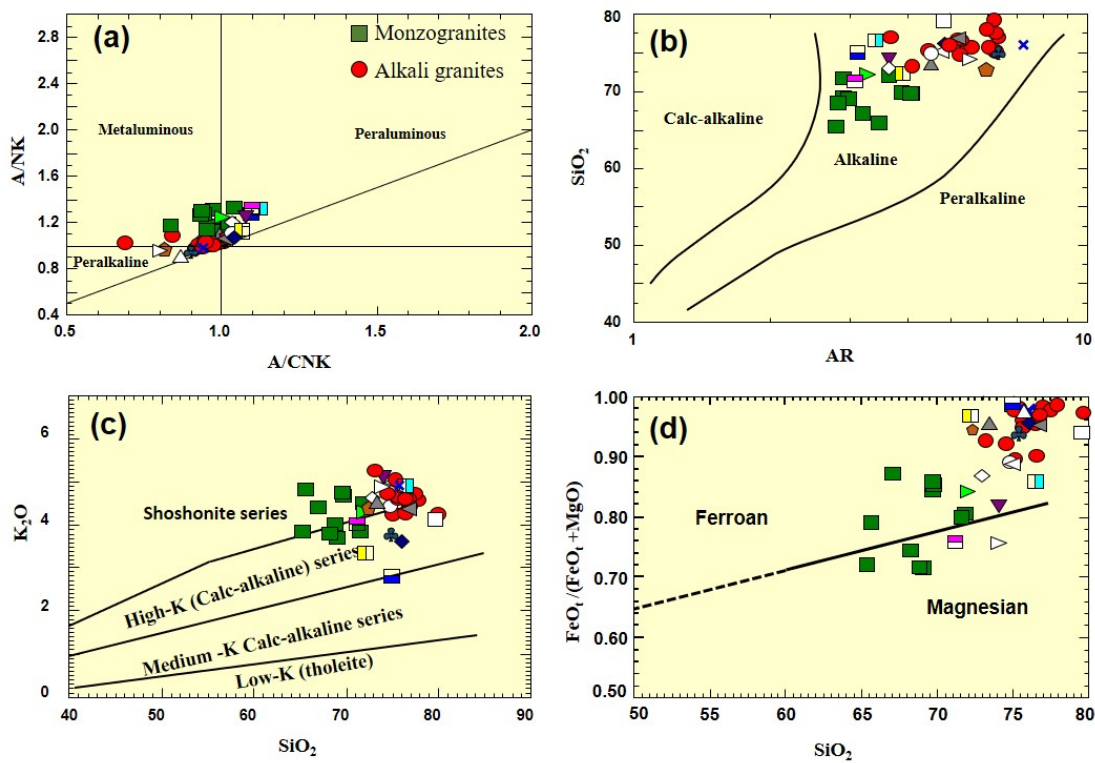 (a)
Monzogranites
Alkali granites
Metaluminous
Peraluminous
Peralkaline
A/NK
2.8
2.4
2.0
1.6
1.2
0.8
0.4
0.5
1.0
1.5
2.0
A/CNK
(b)
Calc-alkaline
Alkaline
Peralkaline
SiO₂
80
70
60
50
40
1
10
AR
(c)
Shoshonite series
High-K (Calc-alkaline) series
Medium -K Calc-alkaline series
Low-K (tholeite)
K₂O
6
4
2
0
40
50
60
70
80
90
SiO₂
(d)
Ferroan
Magnesian
FeOₜ/(FeOₜ +MgO)
1.00
0.90
0.80
0.70
0.60
0.50
50
55
60
65
70
75
80
SiO₂